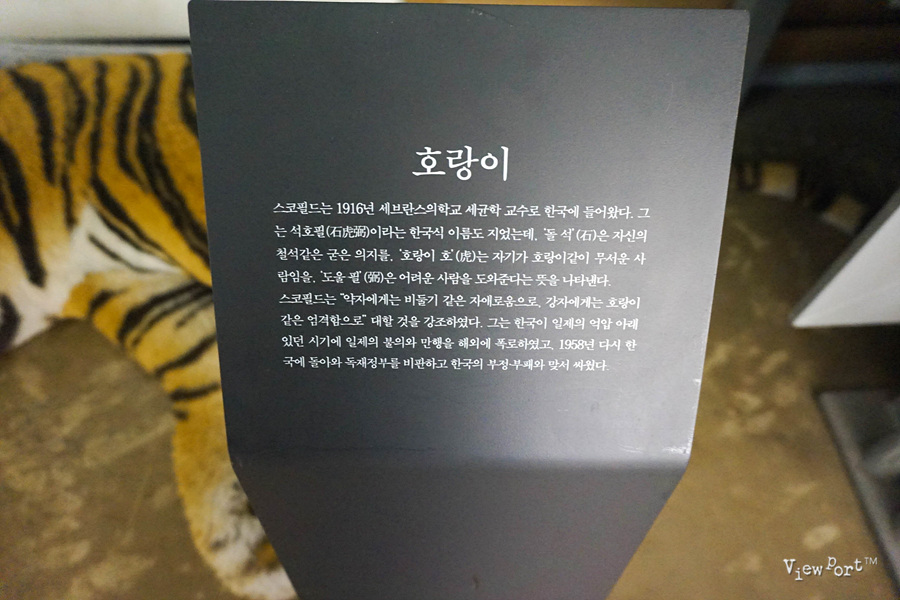 호랑이
스코필드는 1916년 세브란스의학교 세균학 교수로 한국에 들어왔다. 그
는 석호필(石虎弼)이라는 한국식 이름도 지었는데, '돌 석'(石)은 자신의
철석같은 굳은 의지를, '호랑이 호'(虎)는 자기가 호랑이같이 무서운 사
람임을, '도울 필'(弼)은 어려운 사람을 도와준다는 뜻을 나타낸다.
스코필드는 "약자에게는 비둘기 같은 자애로움으로, 강자에게는 호랑이
같은 엄격함으로" 대할 것을 강조하였다. 그는 한국이 일제의 억압 아래
있던 시기에 일제의 불의와 만행을 해외에 폭로하였고, 1958년 다시 한
국에 돌아와 독재정부를 비판하고 한국의 부정·부패와 맞서 싸웠다.
ViewPort™